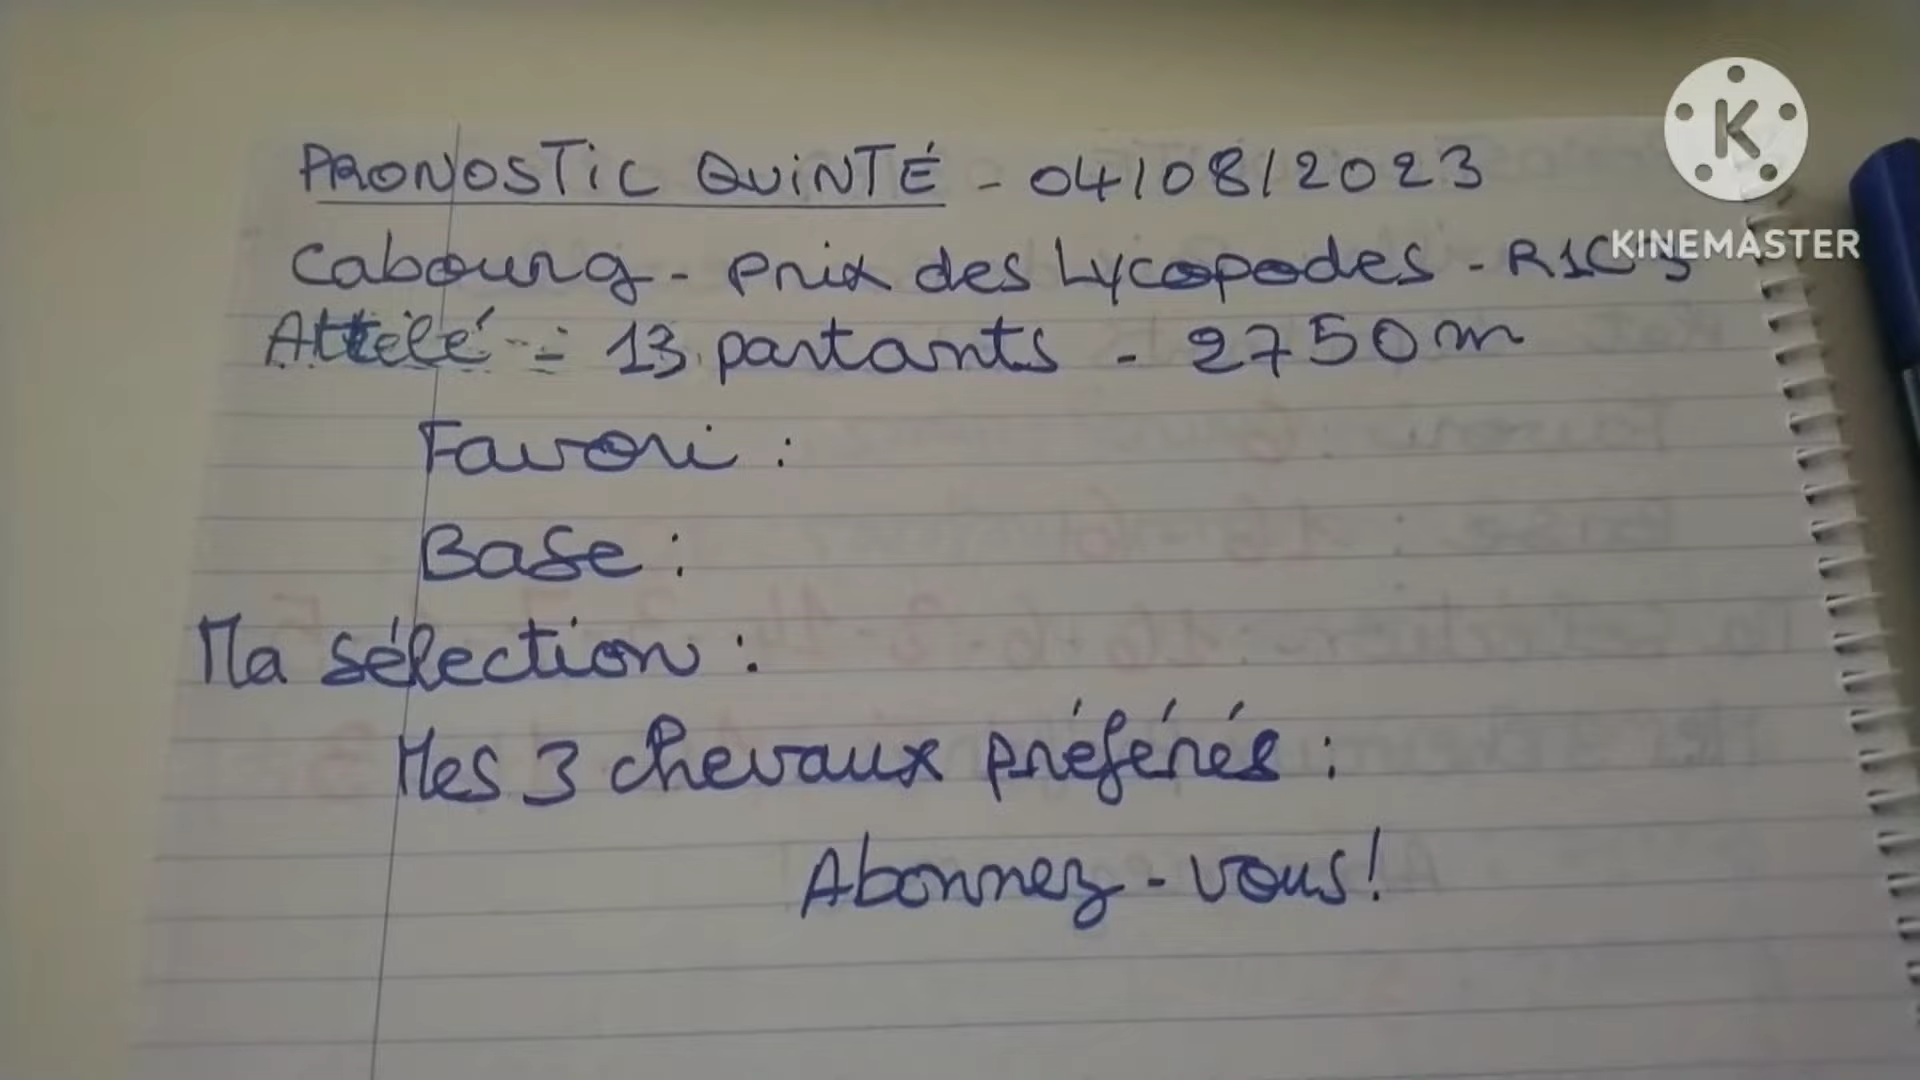 PRONOSTIC QUINTÉ - 04/08/2023
Cabourg - Prix des Lycopodes - R1C3
Attelé - 13 partants - 2750m
Favori :
Base :
Ma sélection :
Mes 3 chevaux préférés :
Abonnez-vous!
K
KINEMASTER